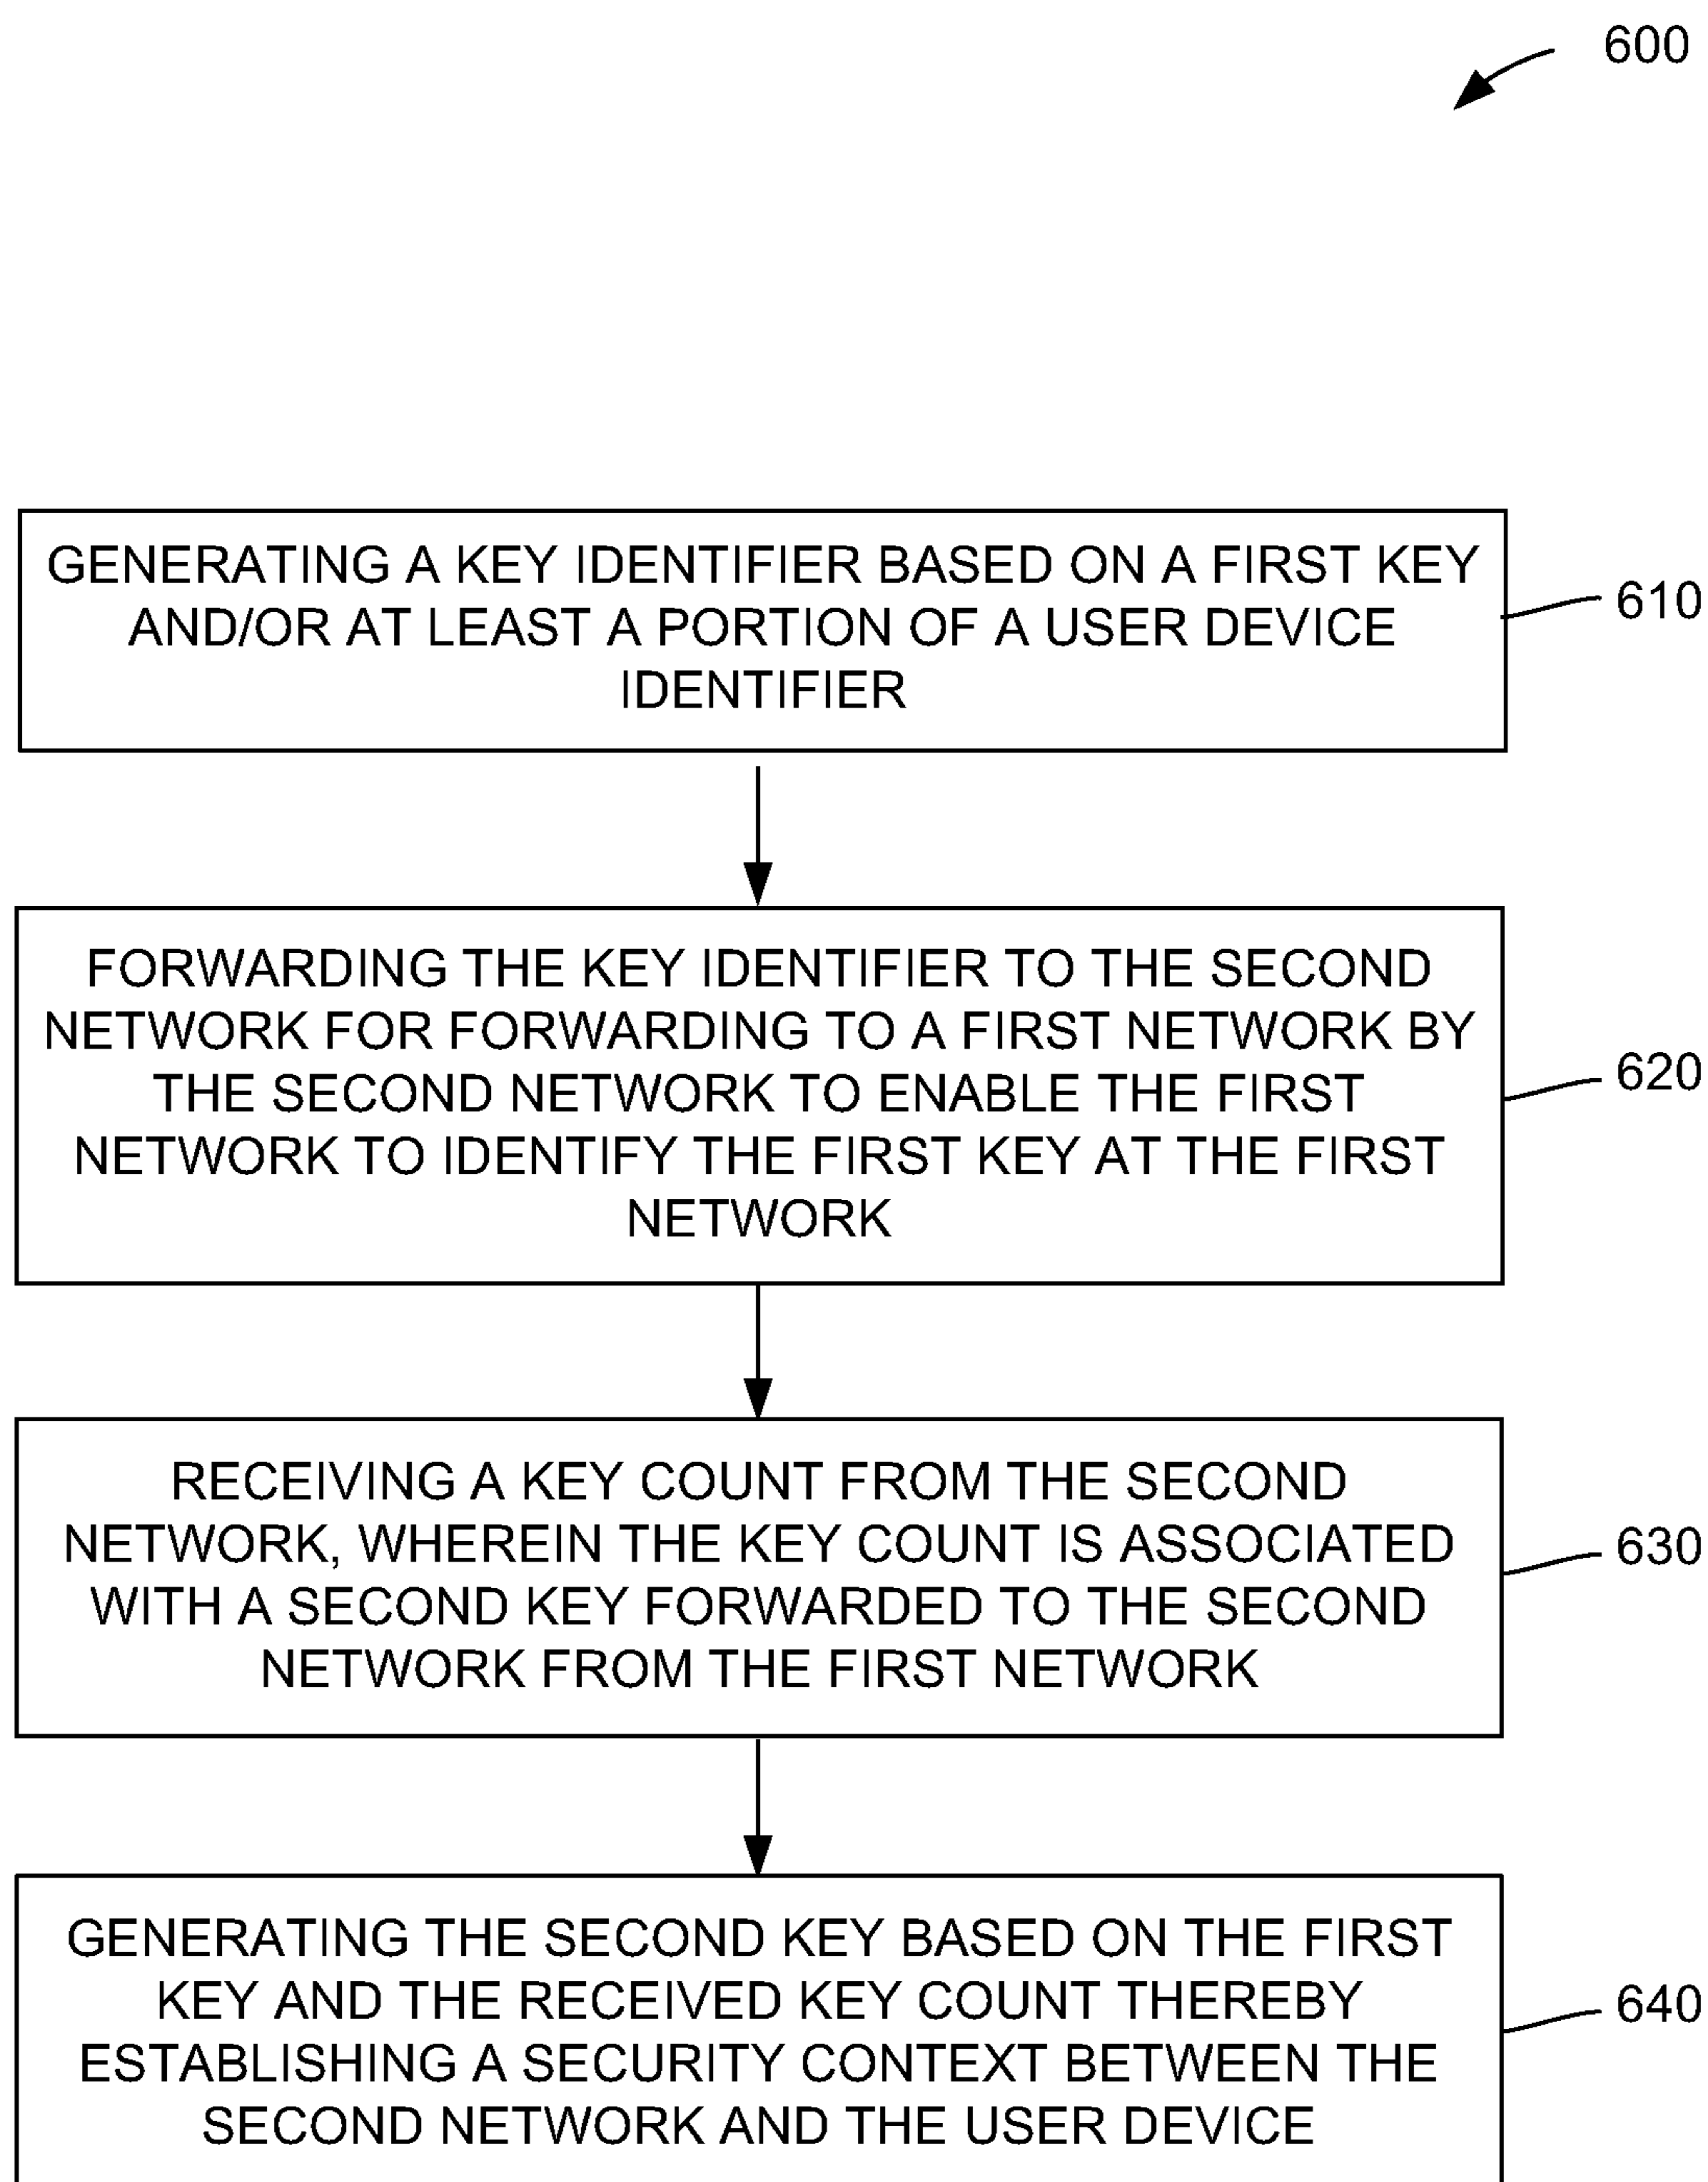 600
GENERATING A KEY IDENTIFIER BASED ON A FIRST KEY
AND/OR AT LEAST A PORTION OF A USER DEVICE
IDENTIFIER
610
FORWARDING THE KEY IDENTIFIER TO THE SECOND
NETWORK FOR FORWARDING TO A FIRST NETWORK BY
THE SECOND NETWORK TO ENABLE THE FIRST
NETWORK TO IDENTIFY THE FIRST KEY AT THE FIRST
NETWORK
620
RECEIVING A KEY COUNT FROM THE SECOND
NETWORK, WHEREIN THE KEY COUNT IS ASSOCIATED
WITH A SECOND KEY FORWARDED TO THE SECOND
NETWORK FROM THE FIRST NETWORK
630
GENERATING THE SECOND KEY BASED ON THE FIRST
KEY AND THE RECEIVED KEY COUNT THEREBY
ESTABLISHING A SECURITY CONTEXT BETWEEN THE
SECOND NETWORK AND THE USER DEVICE
640